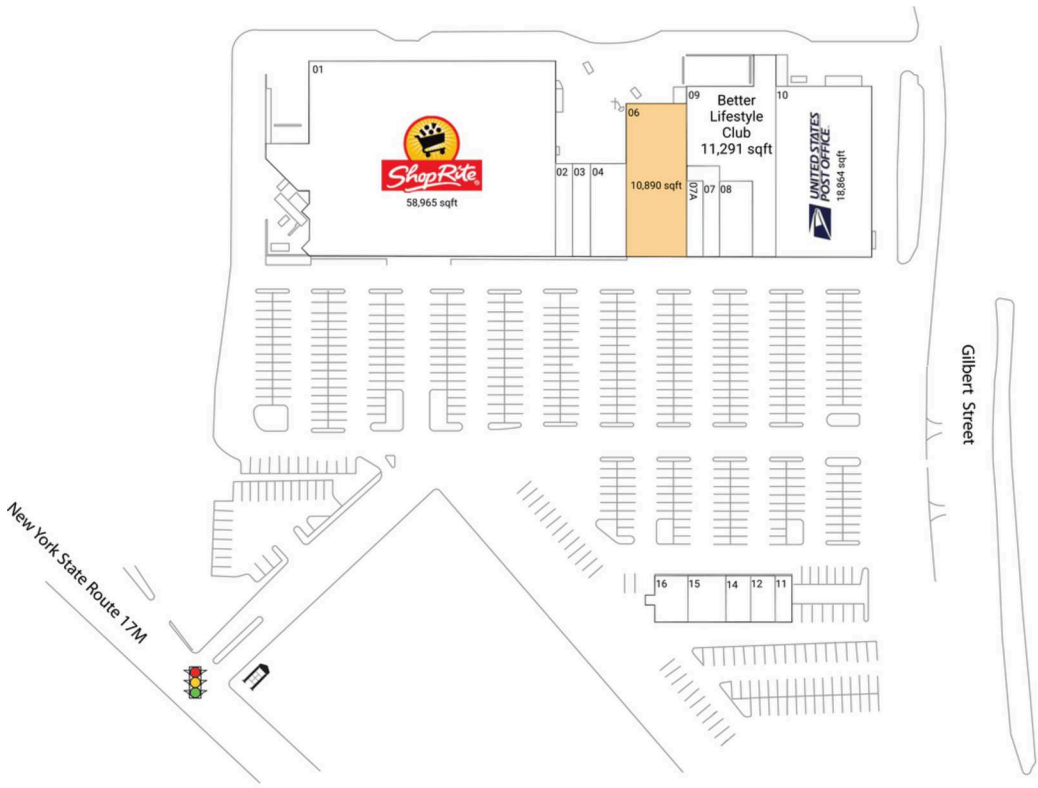 01
ShopRite
58,965 sqft
02
03
04
06
10,890 sqft
09
Better
Lifestyle
Club
11,291 sqft
07A
07
08
10
UNITED STATES
POST OFFICE.
18,864 sqft
Gilbert Street
New York State Route 17M
16
15
14
12
11